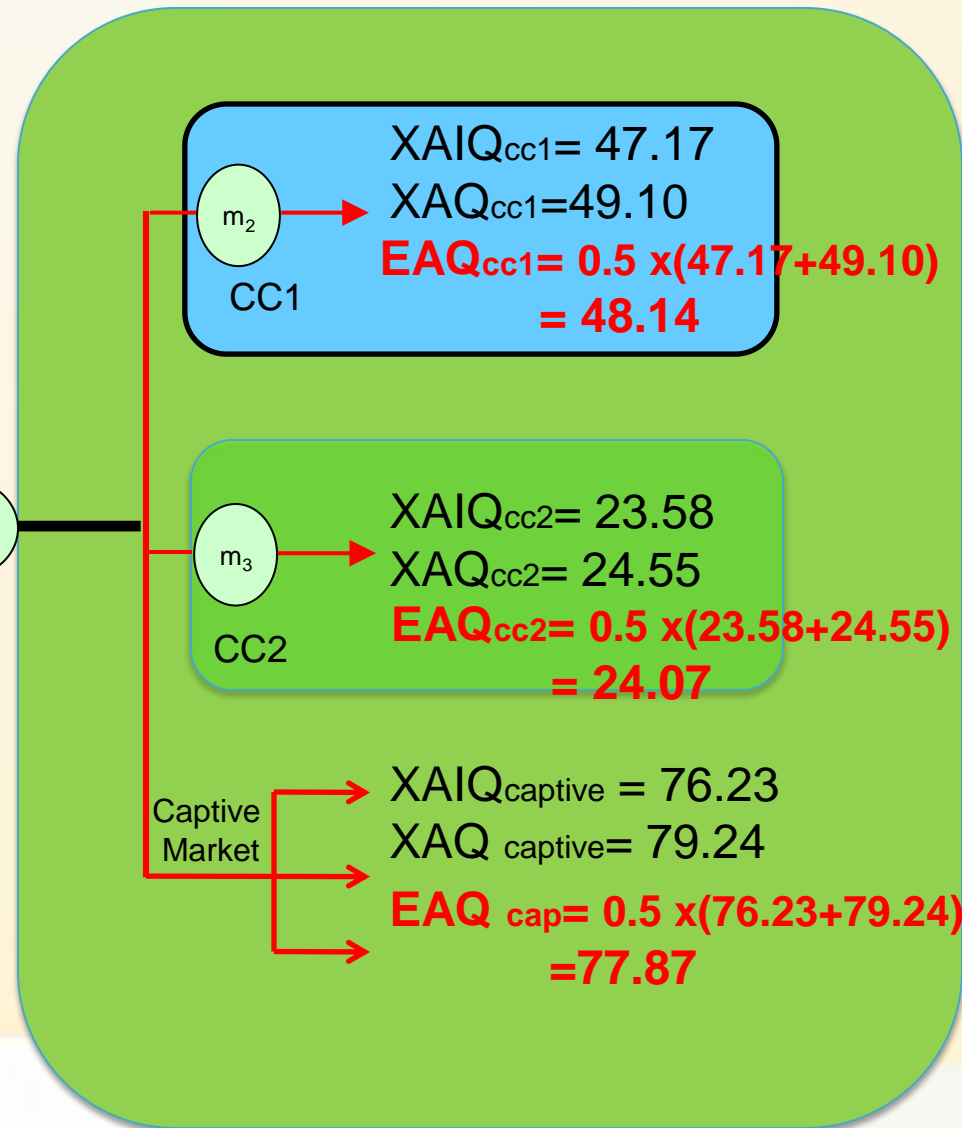 XAIQcc1= 47.17
XAQcc1=49.10
EAQcc1= 0.5 x(47.17+49.10)
= 48.14
m2
CC1
XAIQcc2= 23.58
XAQcc2= 24.55
EAQcc2= 0.5 x(23.58+24.55)
= 24.07
m3
CC2
Captive
Market
XAIQcaptive = 76.23
XAQ captive= 79.24
EAQ cap= 0.5 x(76.23+79.24)
=77.87